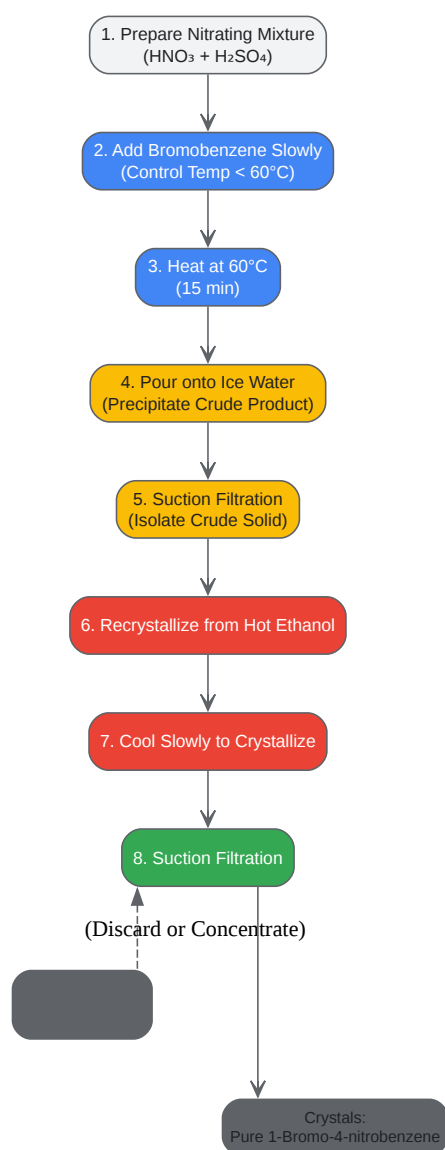 1. Prepare Nitrating Mixture
(HNO₃ + H₂SO₄)
2. Add Bromobenzene Slowly
(Control Temp < 60°C)
3. Heat at 60°C
(15 min)
4. Pour onto Ice Water
(Precipitate Crude Product)
5. Suction Filtration
(Isolate Crude Solid)
6. Recrystallize from Hot Ethanol
7. Cool Slowly to Crystallize
8. Suction Filtration
(Discard or Concentrate)
Crystals:
Pure 1-Bromo-4-nitrobenzene